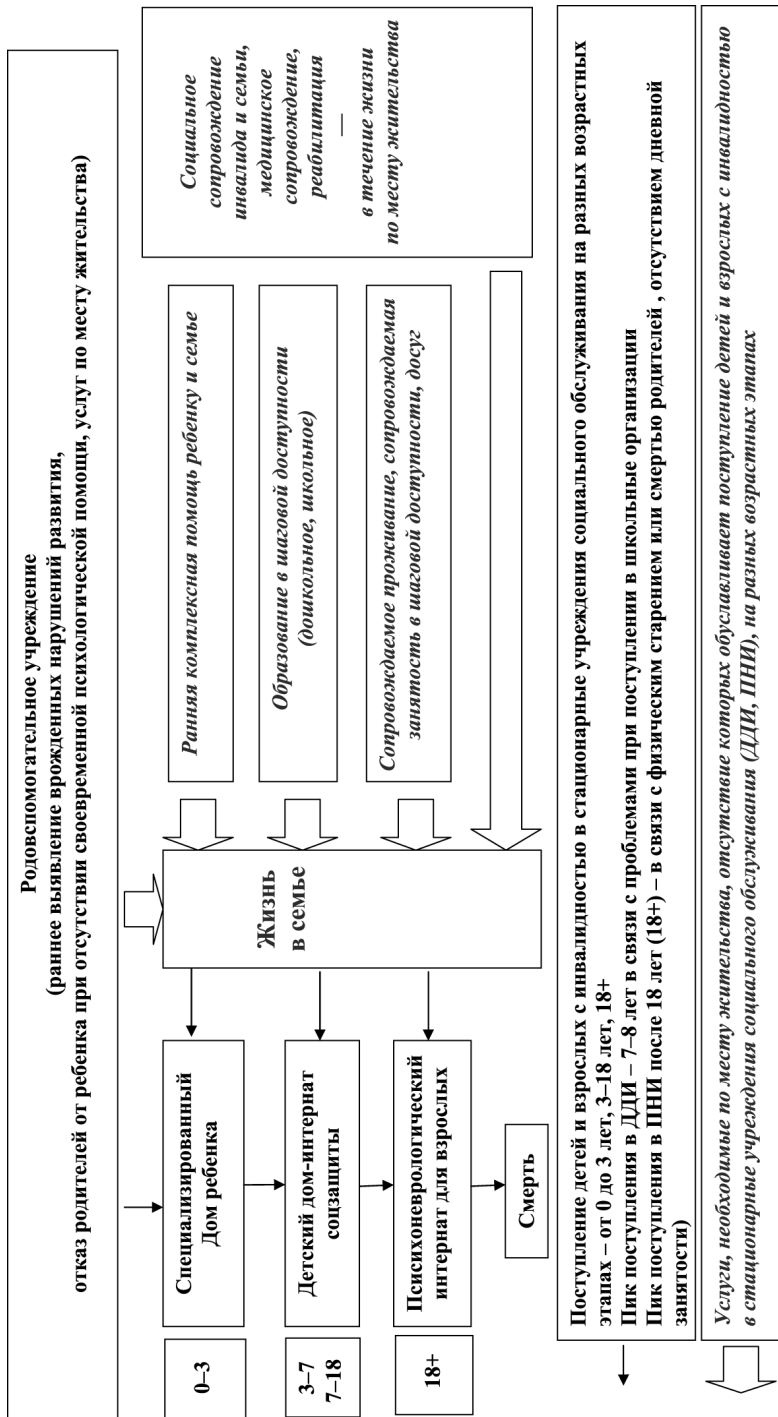 Родовспомогательное учреждение
(раннее выявление врожденных нарушений развития,
отказ родителей от ребенка при отсутствии своевременной психологической помощи, услуг по месту жительства)
0–3
Специализированный
Дом ребенка
3–7
7–18
Детский дом-интернат
соцзащиты
18+
Псисихоневрологический
интернат для взрослых
Смерть
Жизнь
в семье
Ранняя комплексная помощь ребенку и семье
Образование в шаговой доступности
(дошкольное, школьное)
Сопровождаемое проживание, сопровождаемая
занятость в шаговой доступности, досуг
Социальное
сопровождение
инвалида и семьи,
медицинское
сопровождение,
реабилитация
—
в течение жизни
по месту жительства
Поступление детей и взрослых с инвалидностью в стационарные учреждения социального обслуживания на разных возрастных
этапах – от 0 до 3 лет, 3–18 лет, 18+
Пик поступления в ДДИ – 7–8 лет в связи с проблемами при поступлении в школьные организации
Пик поступления в ПНИ после 18 лет (18+) – в связи с физическим старением или смертью родителей , отсутствием дневной
занятости)
Услуги, необходимые по месту жительства, отсутствие которых обуславливает поступление детей и взрослых с инвалидностью
в стационарные учреждения социального обслуживания (ДДИ, ПНИ), на разных возрастных этапах